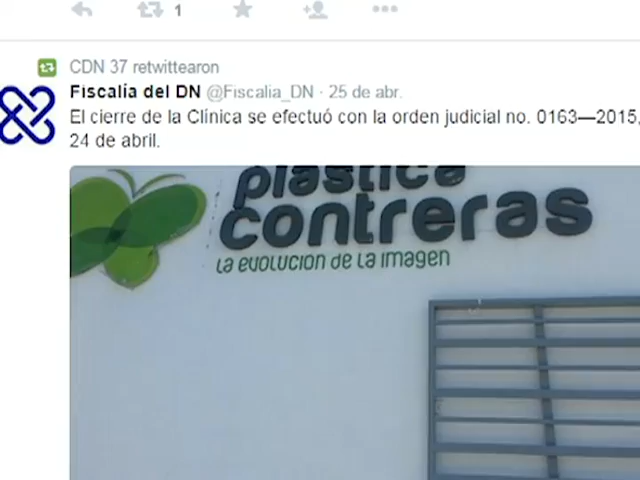 1
CDN 37 retwittearon
Fiscalía del DN @Fiscalia_DN · 25 de abr.
El cierre de la Clínica se efectuó con la orden judicial no. 0163—2015,
24 de abril.
plastica
contreras
La evolucion de la imagen